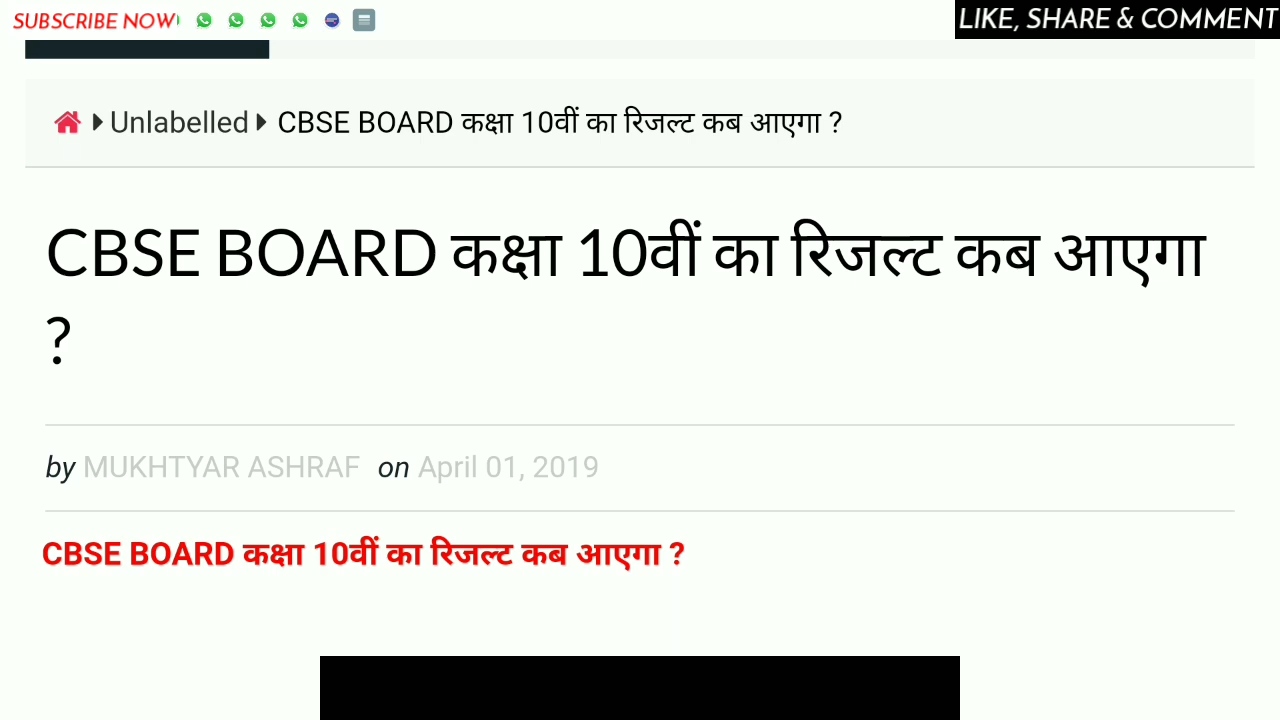 SUBSCRIBE NOW
LIKE, SHARE & COMMENT
Unlabelled CBSE BOARD कक्षा 10वीं का रिजल्ट कब आएगा ?
CBSE BOARD कक्षा 10वीं का रिजल्ट कब आएगा
?
by MUKHTYAR ASHRAF on April 01, 2019
CBSE BOARD कक्षा 10वीं का रिजल्ट कब आएगा ?